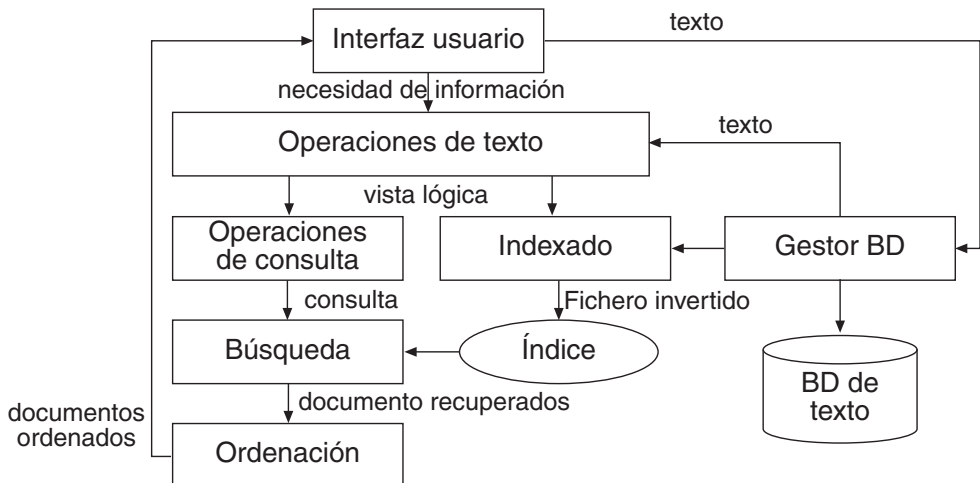 Interfaz usuario
texto
necesidad de información
Operaciones de texto
texto
vista lógica
Operaciones
de consulta
Indexado
Gestor BD
consulta
Fichero invertido
Búsqueda
Índice
BD de
texto
documento recuperados
documentos
ordenados
Ordenación